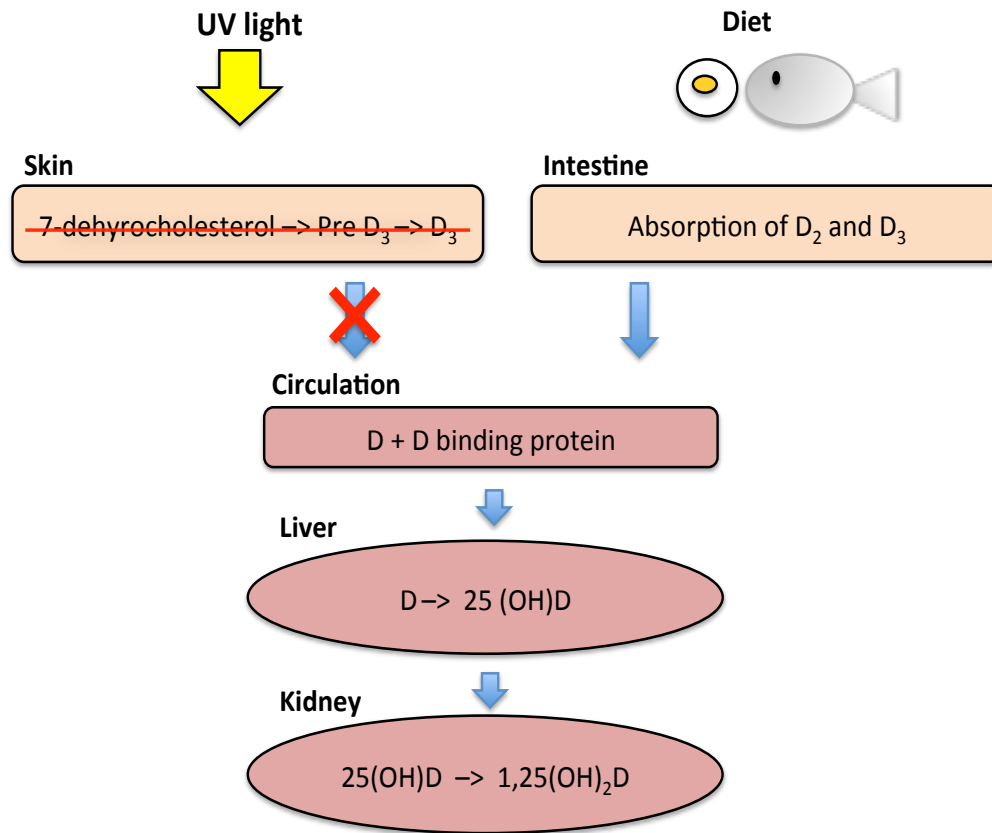 UV light
Diet
Skin
7-dehyrocholesterol –> Pre D₃ –> D₃
Intestine
Absorption of D₂ and D₃
Circulation
D + D binding protein
Liver
D –> 25 (OH)D
Kidney
25(OH)D –> 1,25(OH)₂D